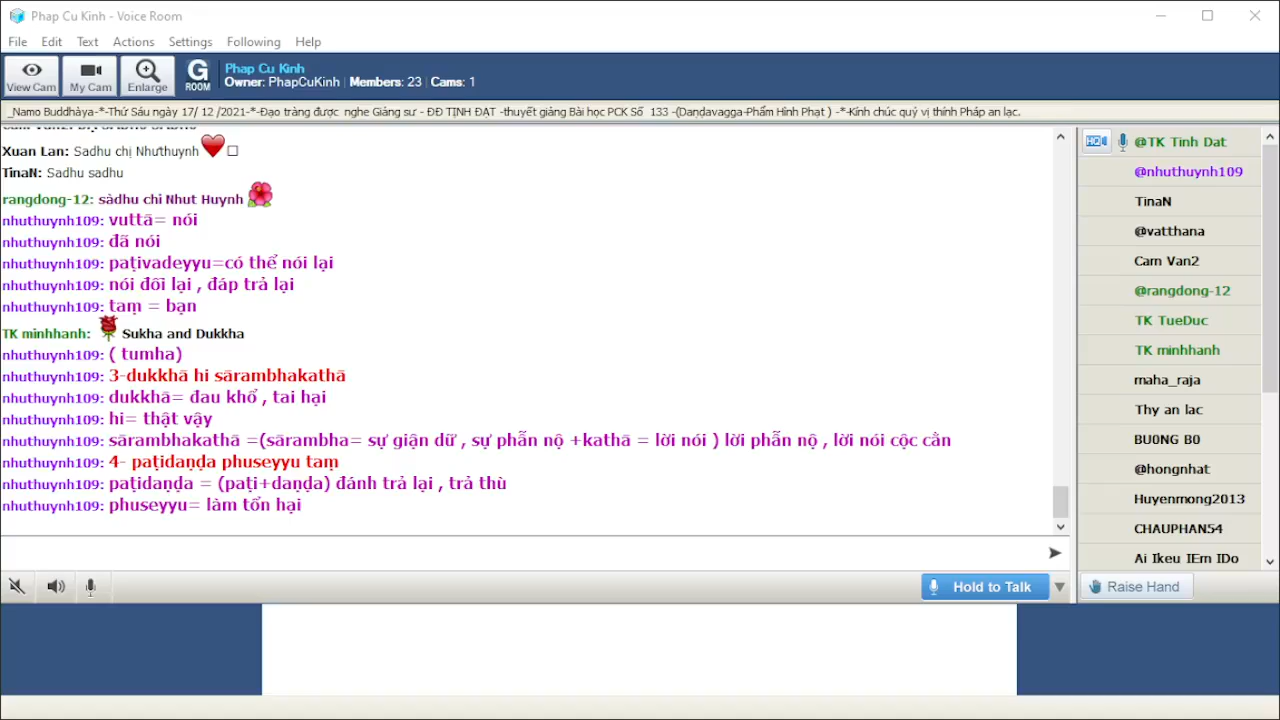 Phap Cu Kinh - Voice Room
File Edit Text Actions Settings Following Help
View Cam My Cam Enlarge G ROOM
Phap Cu Kinh
Owner: PhapCuKinh | Members: 23 | Cams: 1
_Namo Buddhàya-*-Thứ Sáu ngày 17/ 12 /2021-*-Đạo tràng được nghe Giảng sư - ĐĐ TỊNH ĐẠT -thuyết giảng Bài học PCK Số 133 -(Daṇḍavagga-Phẩm Hình Phạt ) -*-Kính chúc quý vị thính Pháp an lạc.
Xuan Lan: Sadhu chị Nhưthuynh
TinaN: Sadhu sadhu
rangdong-12: sàdhu chi Nhut Huynh
nhuthuynh109: vuttā= nói
nhuthuynh109: đã nói
nhuthuynh109: paṭivadeyyu=có thể nói lại
nhuthuynh109: nói đối lại , đáp trả lại
nhuthuynh109: taṃ = bạn
TK minhhanh: Sukha and Dukkha
nhuthuynh109: ( tumha)
nhuthuynh109: 3-dukkhā hi sārambhakathā
nhuthuynh109: dukkhā= đau khổ , tai hại
nhuthuynh109: hi= thật vậy
nhuthuynh109: sārambhakathā =(sārambha= sự giận dữ , sự phẫn nộ +kathā = lời nói ) lời phẫn nộ , lời nói cộc cằn
nhuthuynh109: 4- paṭidaṇḍa phuseyyu taṃ
nhuthuynh109: paṭidaṇḍa = (paṭi+daṇḍa) đánh trả lại , trả thù
nhuthuynh109: phuseyyu= làm tổn hại
@TK Tinh Dat
@nhuthuynh109
TinaN
@vatthana
Cam Van2
@rangdong-12
TK TueDuc
TK minhhanh
maha_raja
Thy an lac
BU0NG B0
@hongnhat
Huyenmong2013
CHAUPHAN54
Ai Ikeu IEm IDo
Hold to Talk
Raise Hand